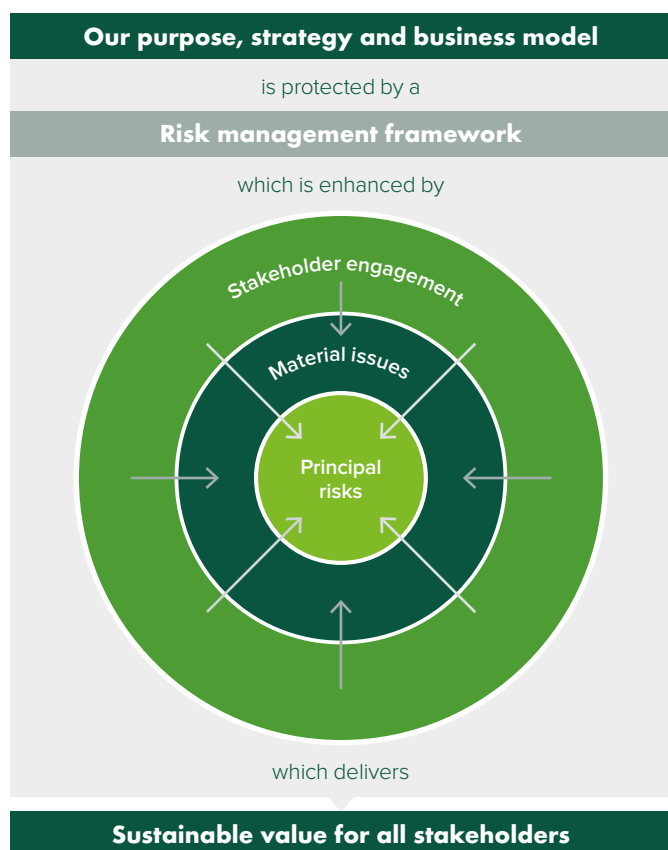 Our purpose, strategy and business model
is protected by a
Risk management framework
which is enhanced by
Stakeholder engagement
Material issues
Principal
risks
which delivers
Sustainable value for all stakeholders